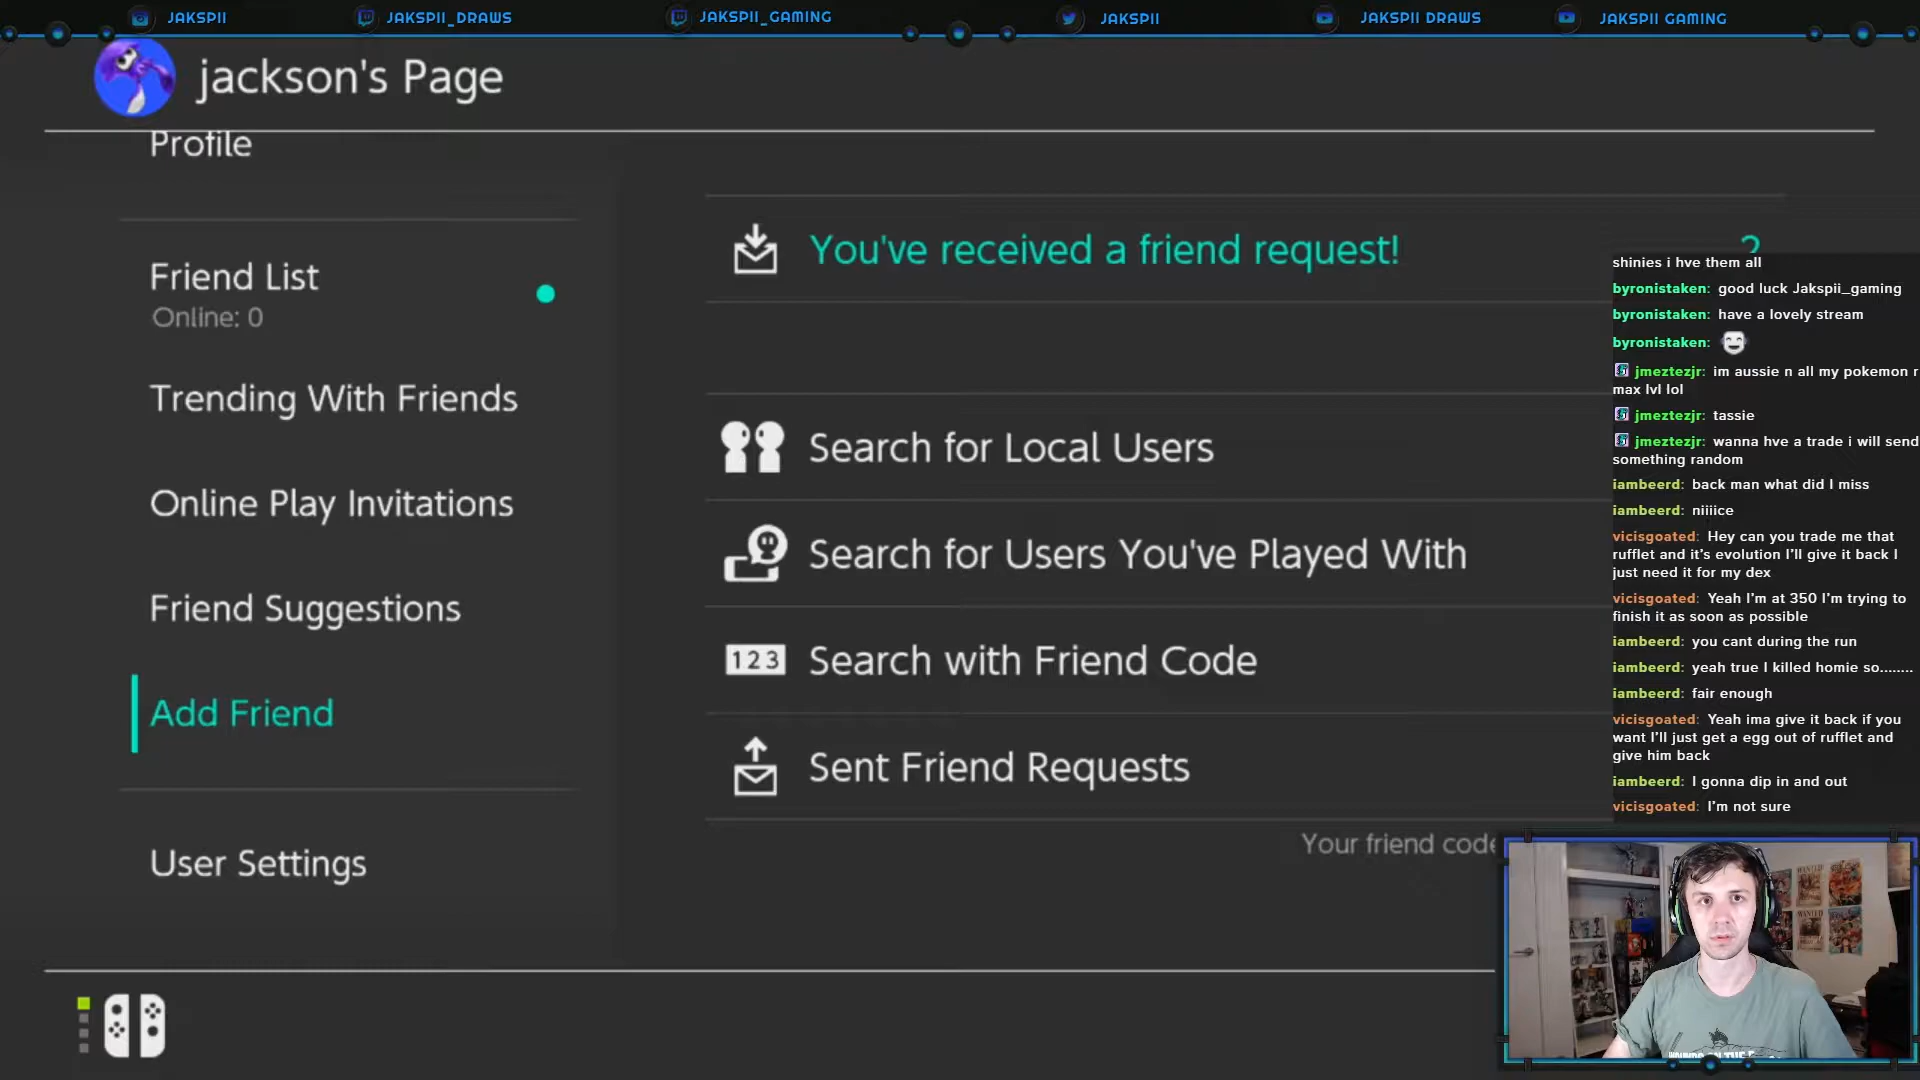 JAKSPII
JAKSPII_DRAWS
JAKSPII_GAMING
JAKSPII
JAKSPII DRAWS
JAKSPII GAMING
jackson's Page
Profile
Friend List
Online: 0
Trending With Friends
Online Play Invitations
Friend Suggestions
Add Friend
User Settings
You've received a friend request!
Search for Local Users
Search for Users You've Played With
123
Search with Friend Code
Sent Friend Requests
Your friend code
shinies i hve them all
byronistaken: good luck Jakspii_gaming
byronistaken: have a lovely stream
byronistaken:
jmeztezjr: im aussie n all my pokemon r
max lvl lol
jmeztezjr: tassie
jmeztezjr: wanna hve a trade i will send
something random
iambeerd: back man what did I miss
iambeerd: niiiice
vicisgoated: Hey can you trade me that
rufflet and it's evolution I'll give it back I
just need it for my dex
vicisgoated: Yeah I'm at 350 I'm trying to
finish it as soon as possible
iambeerd: you cant during the run
iambeerd: yeah true I killed homie so........
iambeerd: fair enough
vicisgoated: Yeah ima give it back if you
want I'll just get a egg out of rufflet and
give him back
iambeerd: I gonna dip in and out
vicisgoated: I'm not sure